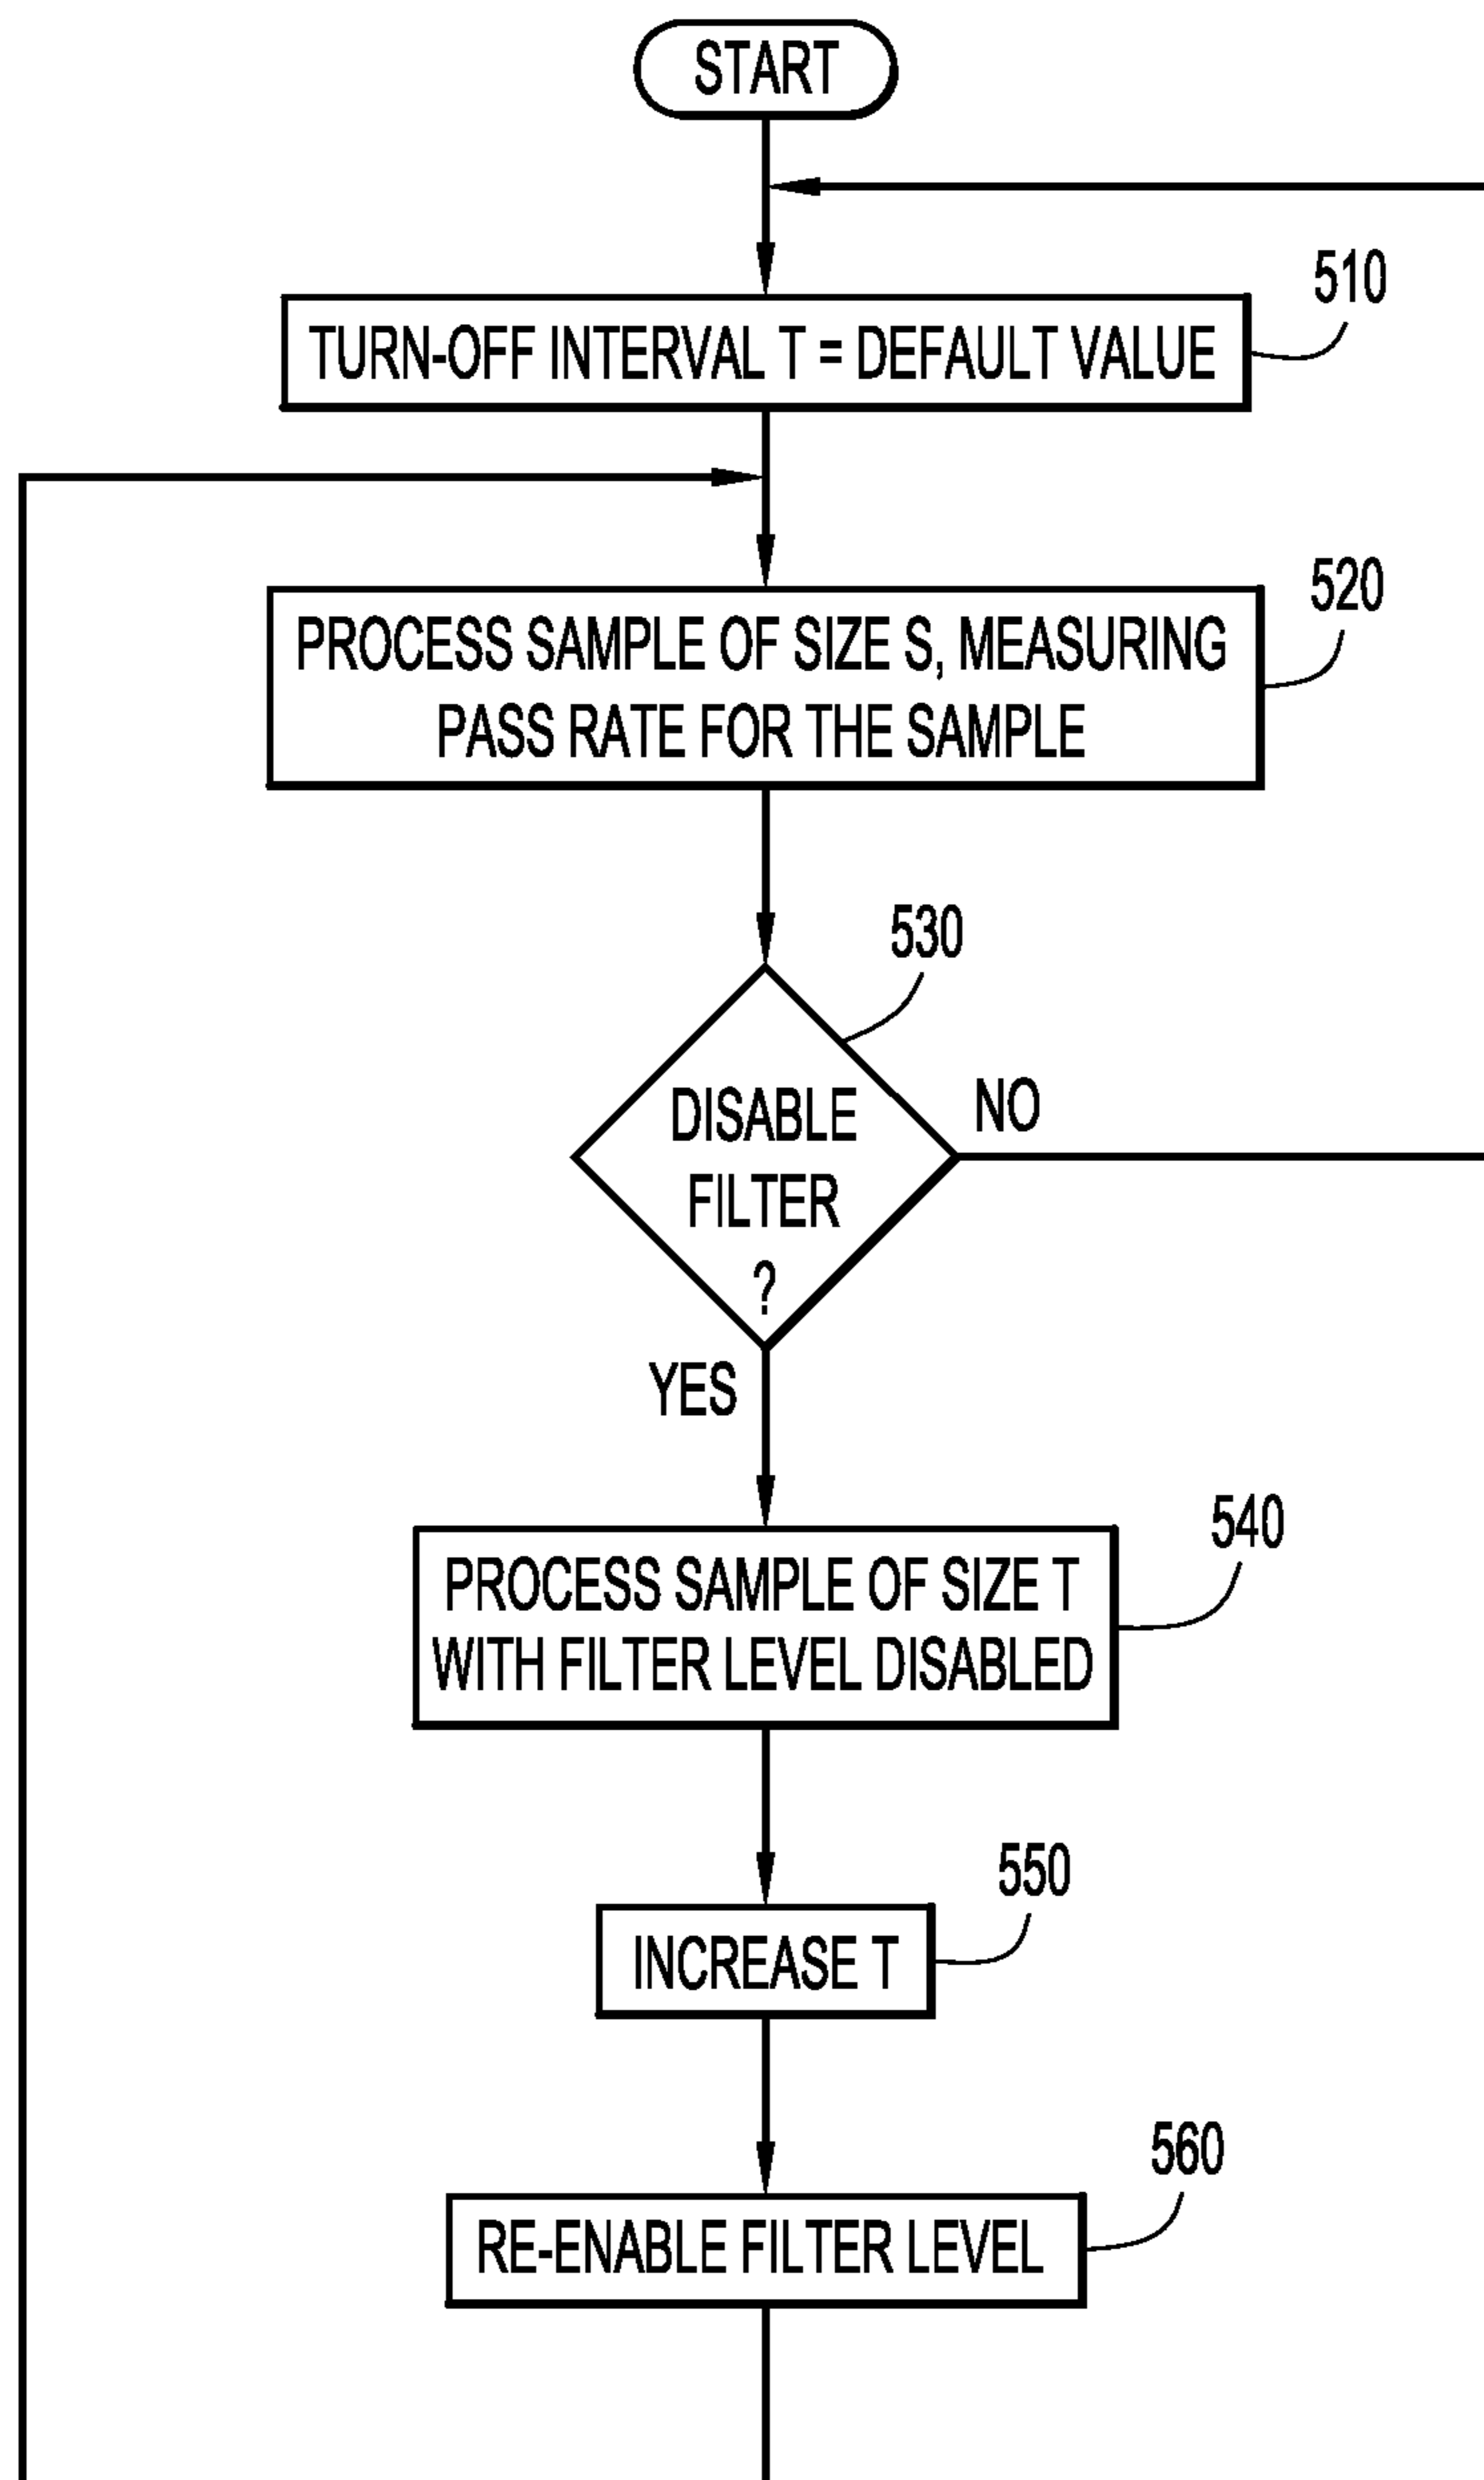 START
510
TURN-OFF INTERVAL T = DEFAULT VALUE
520
PROCESS SAMPLE OF SIZE S, MEASURING
PASS RATE FOR THE SAMPLE
530
DISABLE
FILTER
?
NO
YES
540
PROCESS SAMPLE OF SIZE T
WITH FILTER LEVEL DISABLED
550
INCREASE T
560
RE-ENABLE FILTER LEVEL